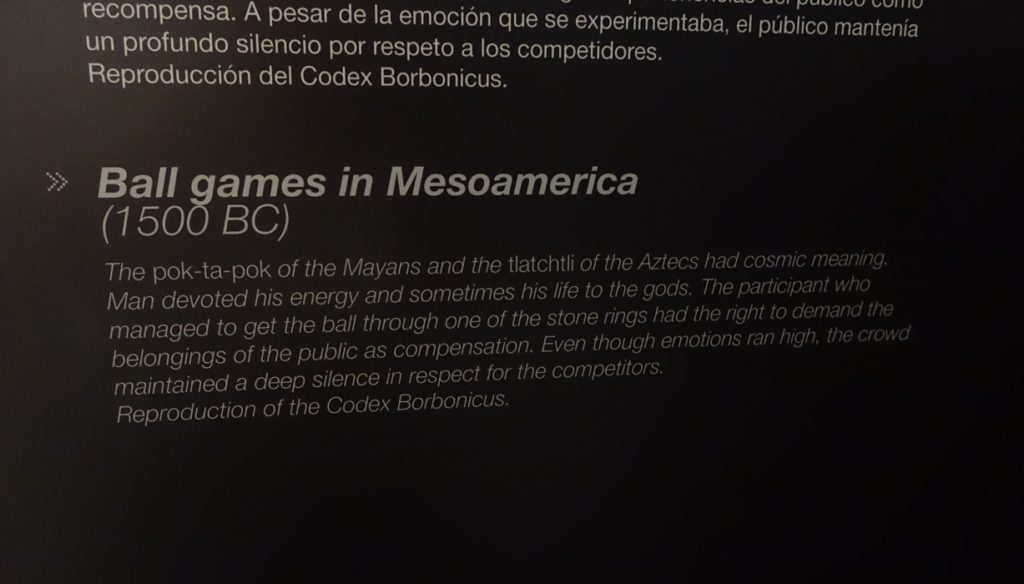 del público como
recompensa. A pesar de la emoción que se experimentaba, el público mantenía
un profundo silencio por respeto a los competidores.
Reproducción del Codex Borbonicus.
» Ball games in Mesoamerica
(1500 BC)
The pok-ta-pok of the Mayans and the tlatchtli of the Aztecs had cosmic meaning.
Man devoted his energy and sometimes his life to the gods. The participant who
managed to get the ball through one of the stone rings had the right to demand the
belongings of the public as compensation. Even though emotions ran high, the crowd
maintained a deep silence in respect for the competitors.
Reproduction of the Codex Borbonicus.